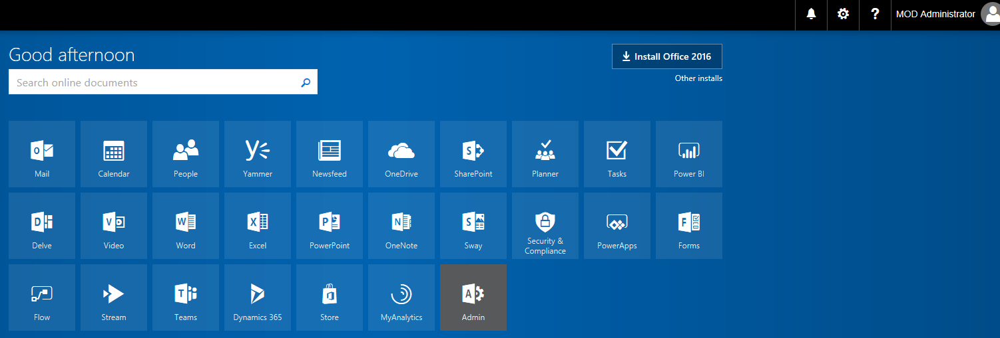 MOD Administrator
Good afternoon
Install Office 2016
Search online documents
Other installs
Mail
Calendar
People
Yammer
Newsfeed
OneDrive
SharePoint
Planner
Tasks
Power BI
Delve
Video
Word
Excel
PowerPoint
OneNote
Sway
Security &
Compliance
PowerApps
Forms
Flow
Stream
Teams
Dynamics 365
Store
MyAnalytics
Admin